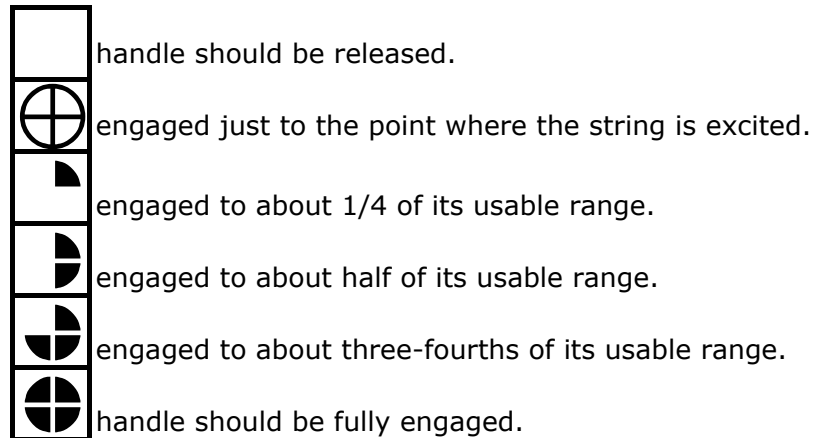 handle should be released.
engaged just to the point where the string is excited.
engaged to about 1/4 of its usable range.
engaged to about half of its usable range.
engaged to about three-fourths of its usable range.
handle should be fully engaged.